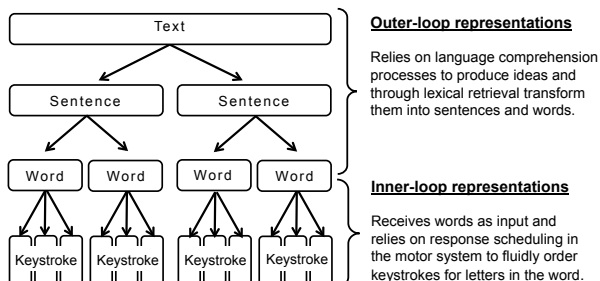 Text
Sentence Sentence
Word Word Word Word
Keystroke Keystroke Keystroke Keystroke
Outer-loop representations
Relies on language comprehension
processes to produce ideas and
through lexical retrieval transform
them into sentences and words.
Inner-loop representations
Receives words as input and
relies on response scheduling in
the motor system to fluidly order
keystrokes for letters in the word.